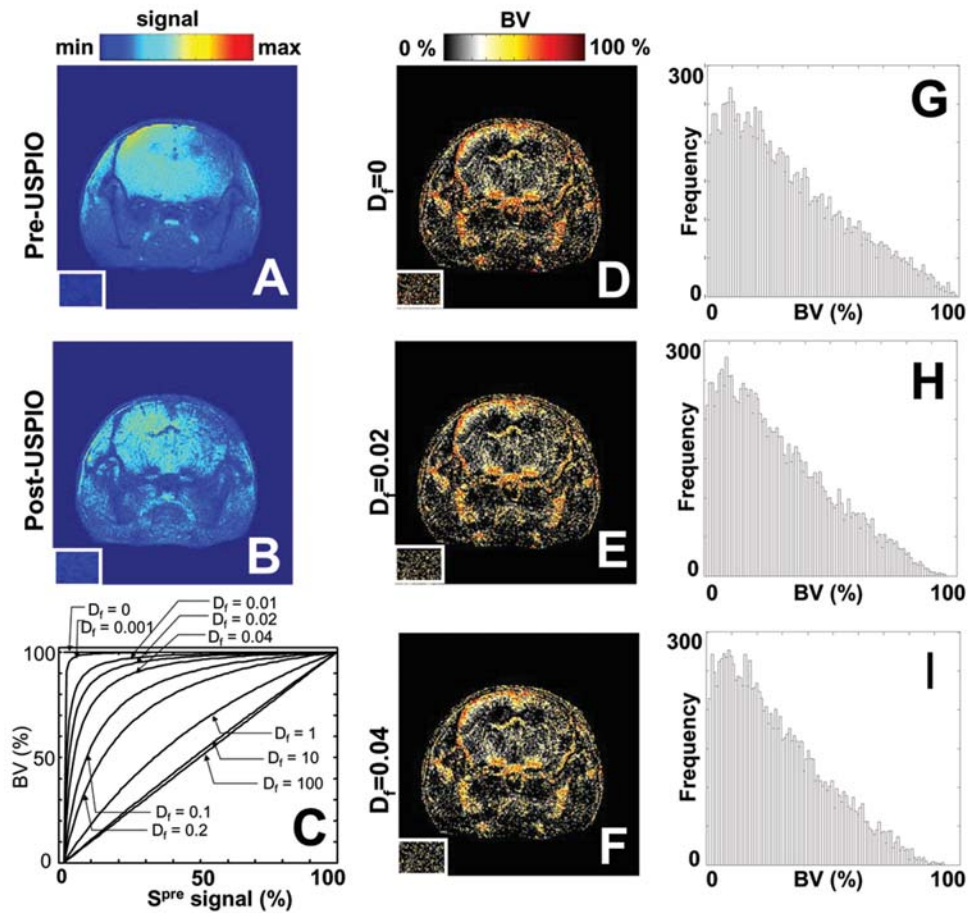 signal
min max
Pre-USPIO
A
Post-USPIO
B
D_f = 0
D_f = 0.001
D_f = 0.01
D_f = 0.02
D_f = 0.04
D_f = 1
D_f = 10
D_f = 100
D_f = 0.1
D_f = 0.2
100
50
0
BV (%)
C
0 50 100
S^pre signal (%)
BV
0 % 100 %
D_f=0
D
D_f=0.02
E
D_f=0.04
F
300
Frequency
0
G
0 BV (%) 100
300
Frequency
0
H
0 BV (%) 100
300
Frequency
0
I
0 BV (%) 100